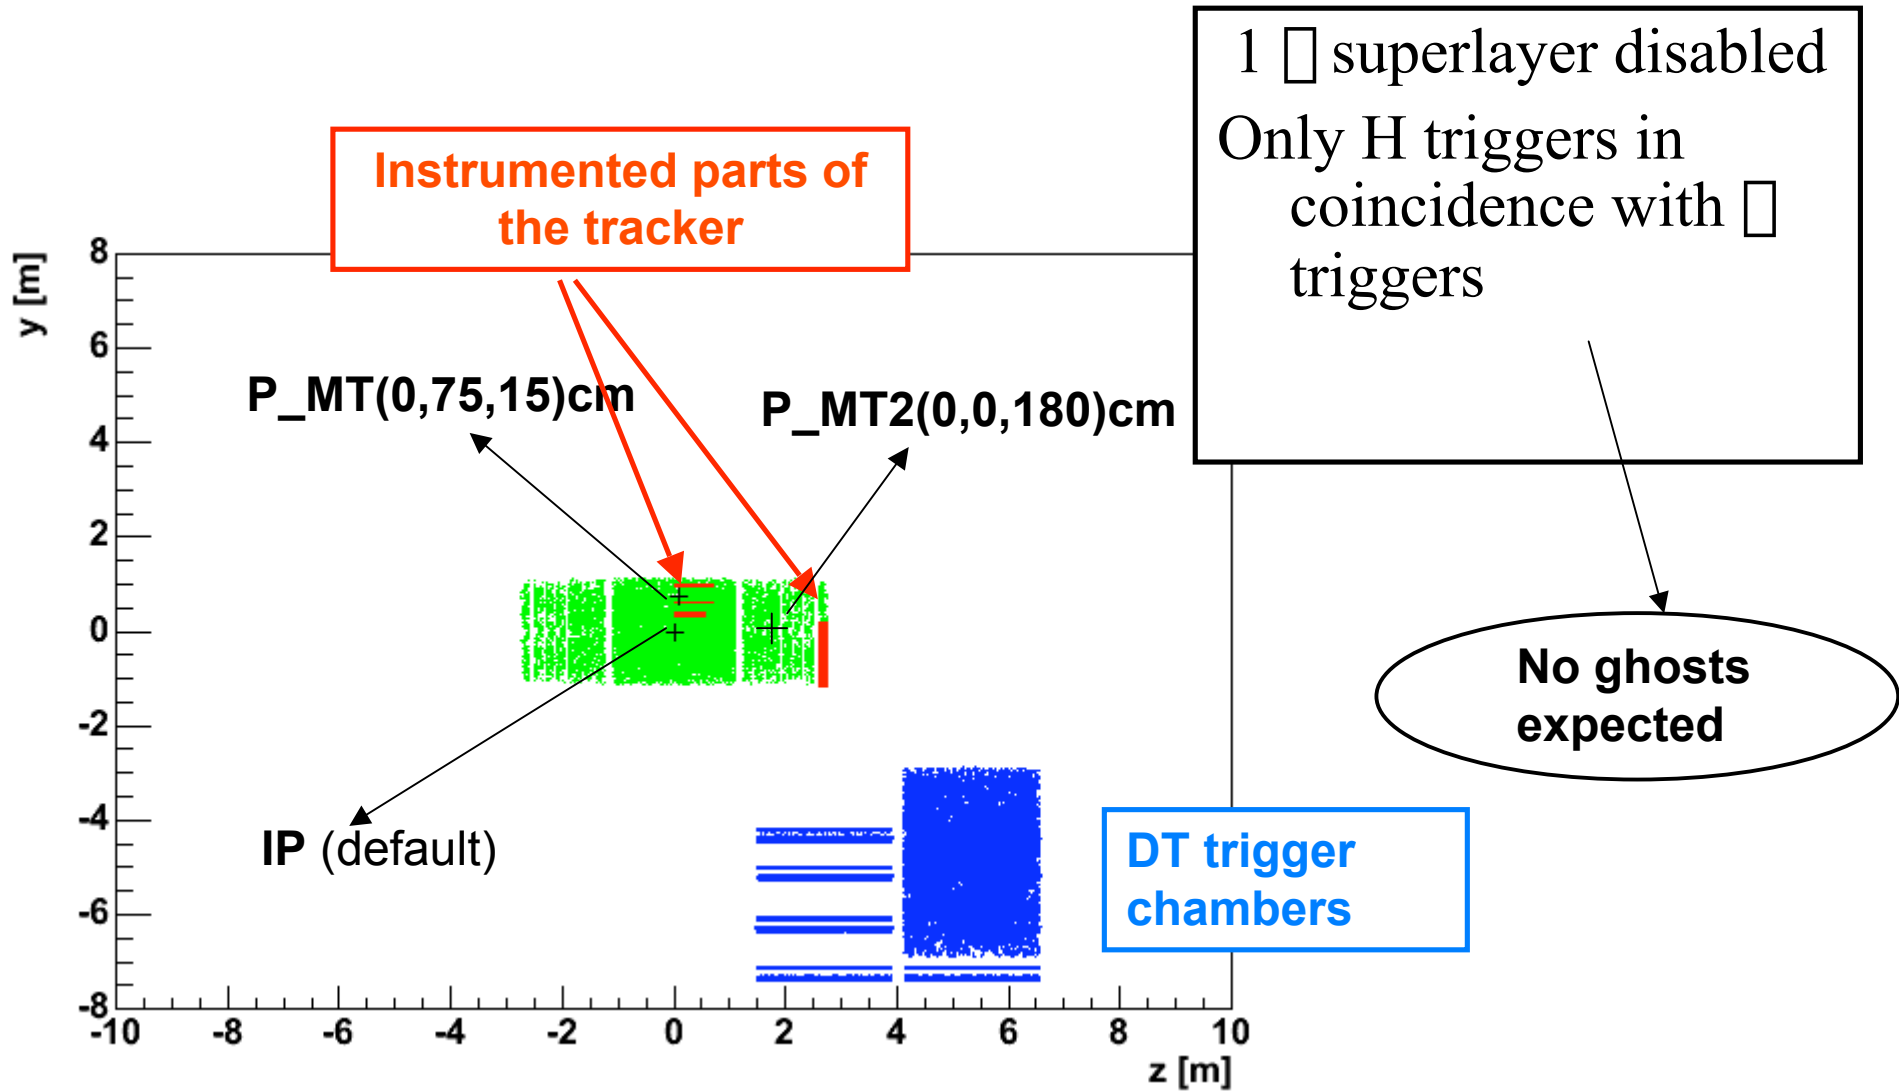 1 □ superlayer disabled
Only H triggers in
coincidence with □
triggers
Instrumented parts of
the tracker
P_MT(0,75,15)cm
P_MT2(0,0,180)cm
IP (default)
No ghosts
expected
DT trigger
chambers
y [m]
8
6
4
2
0
-2
-4
-6
-8
-10 -8 -6 -4 -2 0 2 4 6 8 10
z [m]